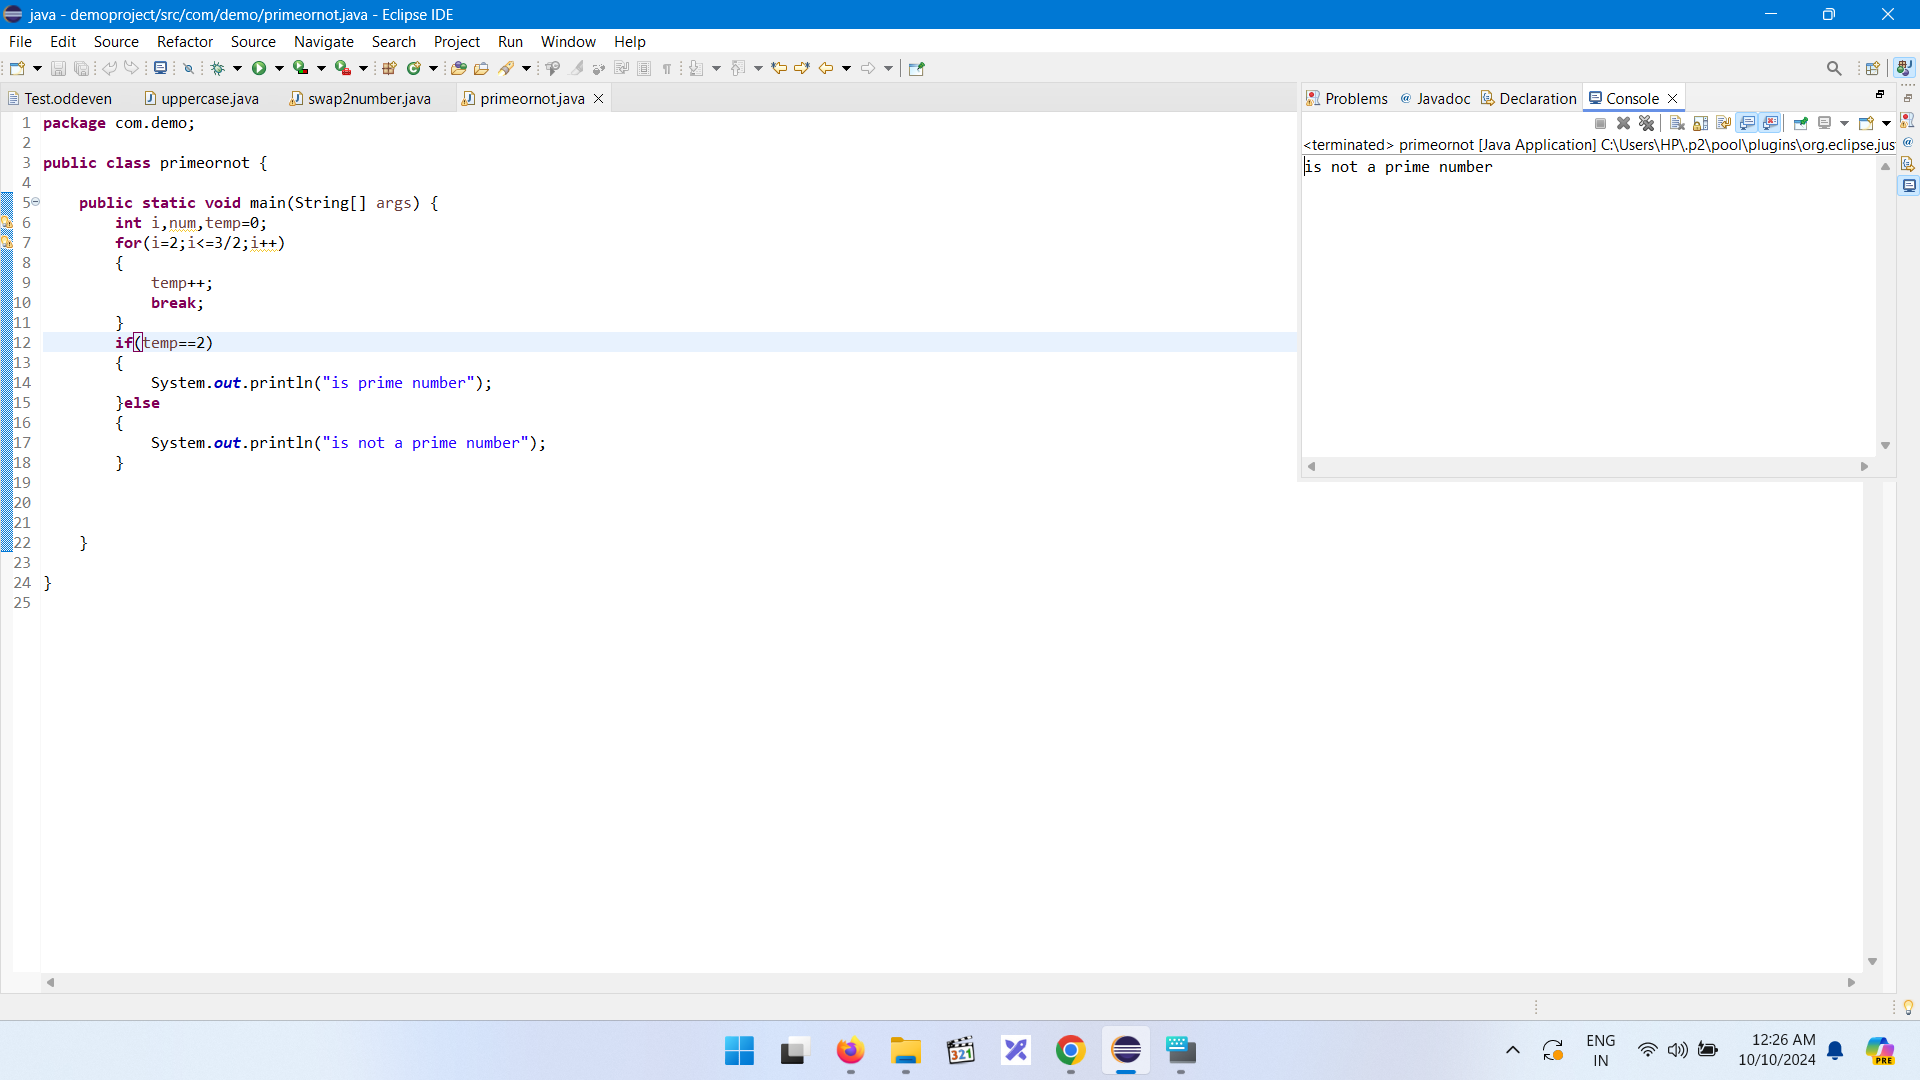 java - demoproject/src/com/demo/primeornot.java - Eclipse IDE
File Edit Source Refactor Source Navigate Search Project Run Window Help
Test.oddeven uppercase.java swap2number.java primeornot.java
1 package com.demo;
2
3 public class primeornot {
4
5 public static void main(String[] args) {
6 int i,num,temp=0;
7 for(i=2;i<=3/2;i++)
8 {
9 temp++;
10 break;
11 }
12 if(temp==2)
13 {
14 System.out.println("is prime number");
15 }else
16 {
17 System.out.println("is not a prime number");
18 }
19
20
21
22 }
23
24 }
25
Problems Javadoc Declaration Console
<terminated> primeornot [Java Application] C:\Users\HP\.p2\pool\plugins\org.eclipse.jus
is not a prime number
ENG
IN
12:26 AM
10/10/2024
321
PRE